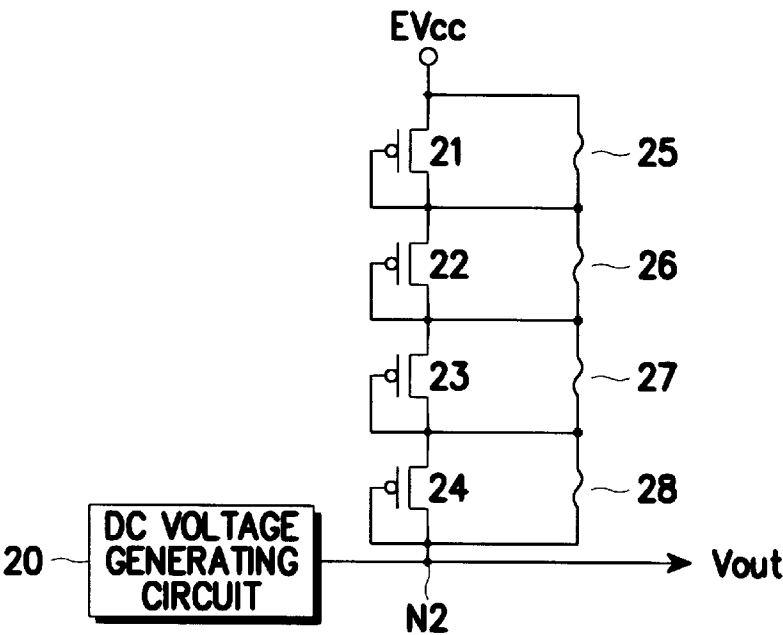 EVcc
21
25
22
26
23
27
24
28
20
DC VOLTAGE
GENERATING
CIRCUIT
Vout
N2